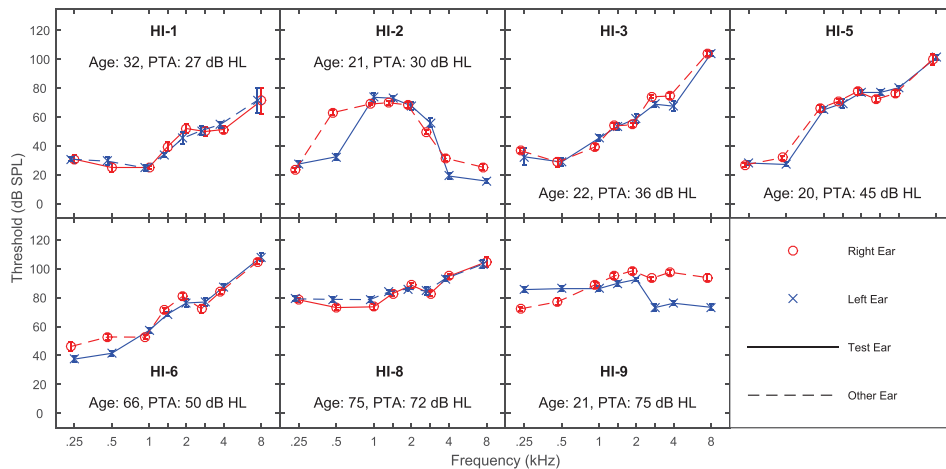 HI-1
Age: 32, PTA: 27 dB HL
HI-2
Age: 21, PTA: 30 dB HL
HI-3
Age: 22, PTA: 36 dB HL
HI-5
Age: 20, PTA: 45 dB HL
120
100
80
60
40
20
0
Threshold (dB SPL)
120
100
80
60
40
20
0
HI-6
Age: 66, PTA: 50 dB HL
HI-8
Age: 75, PTA: 72 dB HL
HI-9
Age: 21, PTA: 75 dB HL
Right Ear
Left Ear
Test Ear
Other Ear
.25 .5 1 2 4 8
.25 .5 1 2 4 8
.25 .5 1 2 4 8
Frequency (kHz)